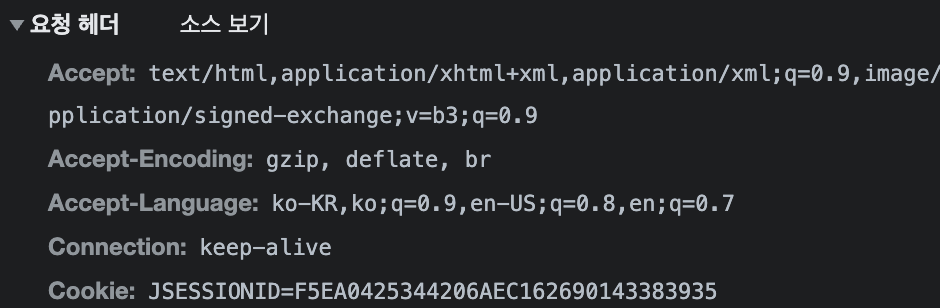 요청 헤더 소스 보기
Accept: text/html,application/xhtml+xml,application/xml;q=0.9,image/
pplication/signed-exchange;v=b3;q=0.9
Accept-Encoding: gzip, deflate, br
Accept-Language: ko-KR,ko;q=0.9,en-US;q=0.8,en;q=0.7
Connection: keep-alive
Cookie: JSESSIONID=F5EA0425344206AEC162690143383935